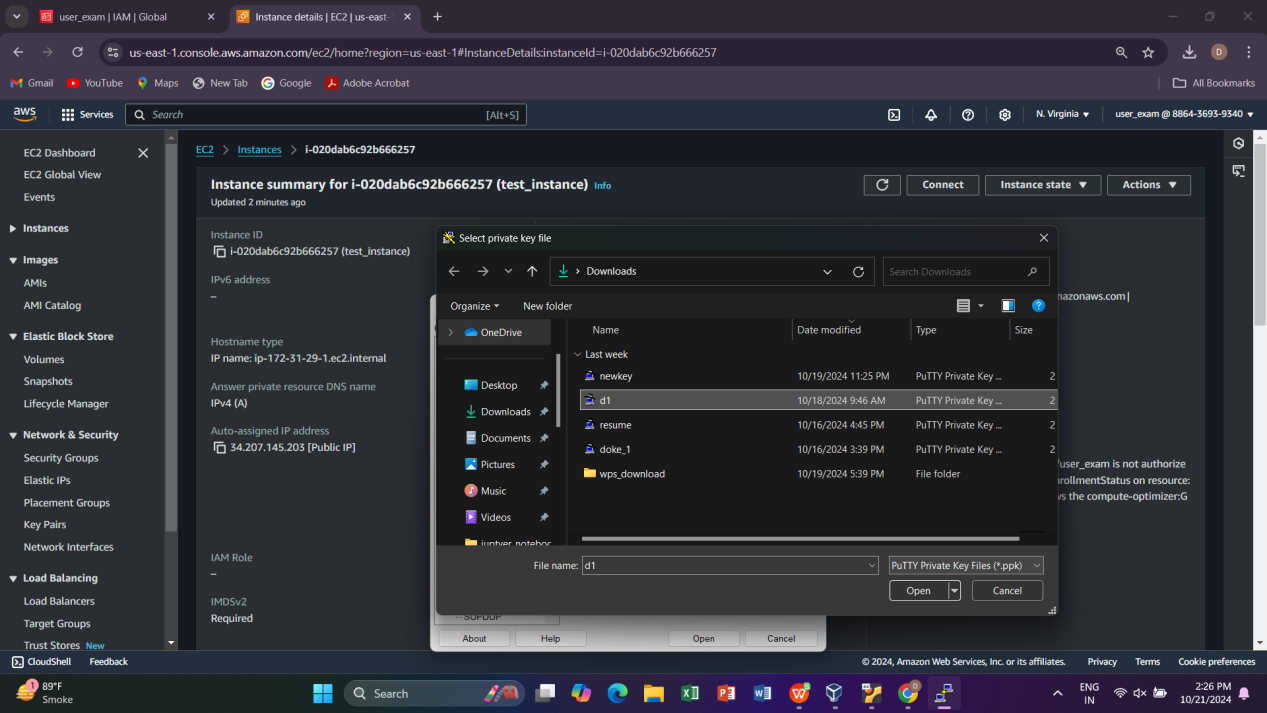 user_exam | IAM | Global
Instance details | EC2 | us-east-
us-east-1.console.aws.amazon.com/ec2/home?region=us-east-1#InstanceDetails:instanceId=i-020dab6c92b666257
D
Gmail
YouTube
Maps
New Tab
Google
Adobe Acrobat
All Bookmarks
aws
Services
Search
[Alt+S]
N. Virginia
user_exam @ 8864-3693-9340
EC2 Dashboard
EC2 Global View
Events
Instances
Images
AMIs
AMI Catalog
Elastic Block Store
Volumes
Snapshots
Lifecycle Manager
Network & Security
Security Groups
Elastic IPs
Placement Groups
Key Pairs
Network Interfaces
Load Balancing
Load Balancers
Target Groups
Trust Stores New
EC2 > Instances > i-020dab6c92b666257
Instance summary for i-020dab6c92b666257 (test_instance) Info
Updated 2 minutes ago
Connect
Instance state
Actions
Instance ID
i-020dab6c92b666257 (test_instance)
IPv6 address
–
Hostname type
IP name: ip-172-31-29-1.ec2.internal
Answer private resource DNS name
IPv4 (A)
Auto-assigned IP address
34.207.145.203 [Public IP]
IAM Role
–
IMDSv2
Required
Select private key file
Downloads
Search Downloads
Organize
New folder
OneDrive
Desktop
Downloads
Documents
Pictures
Music
Videos
Name Date modified Type Size
Last week
newkey 10/19/2024 11:25 PM PuTTY Private Key ... 2
d1 10/18/2024 9:46 AM PuTTY Private Key ... 2
resume 10/16/2024 4:45 PM PuTTY Private Key ... 2
doke_1 10/16/2024 3:39 PM PuTTY Private Key ... 2
wps_download 10/19/2024 5:39 PM File folder
File name: d1
PuTTY Private Key Files (*.ppk)
Open
Cancel
nazonaws.com |
/user_exam is not authorize
rollmentStatus on resource:
s the compute-optimizer:G
SUPDUP
About
Help
Open
Cancel
CloudShell
Feedback
© 2024, Amazon Web Services, Inc. or its affiliates.
Privacy
Terms
Cookie preferences
1
89°F
Smoke
Search
D
ENG
IN
2:26 PM
10/21/2024